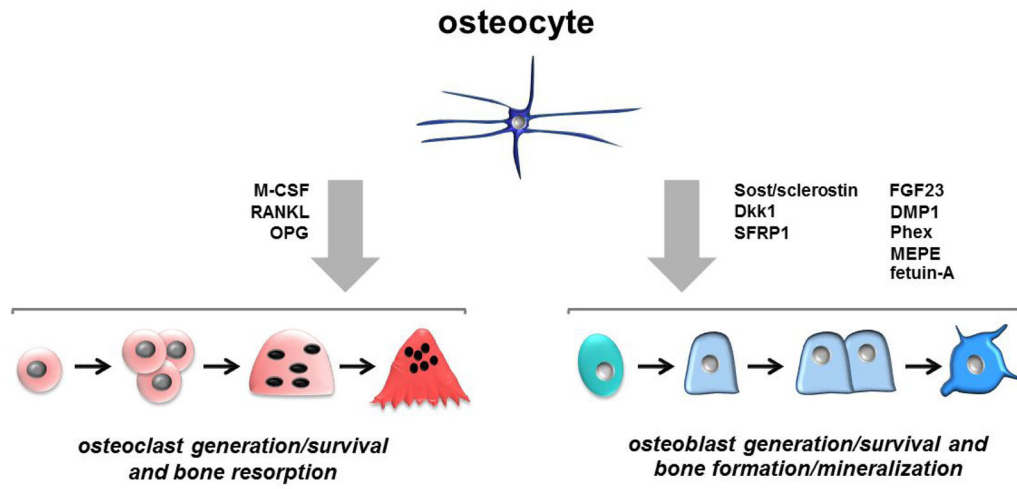 osteocyte
M-CSF
RANKL
OPG
Sost/sclerostin
Dkk1
SFRP1
FGF23
DMP1
Phex
MEPE
fetuin-A
osteoclast generation/survival
and bone resorption
osteoblast generation/survival and
bone formation/mineralization